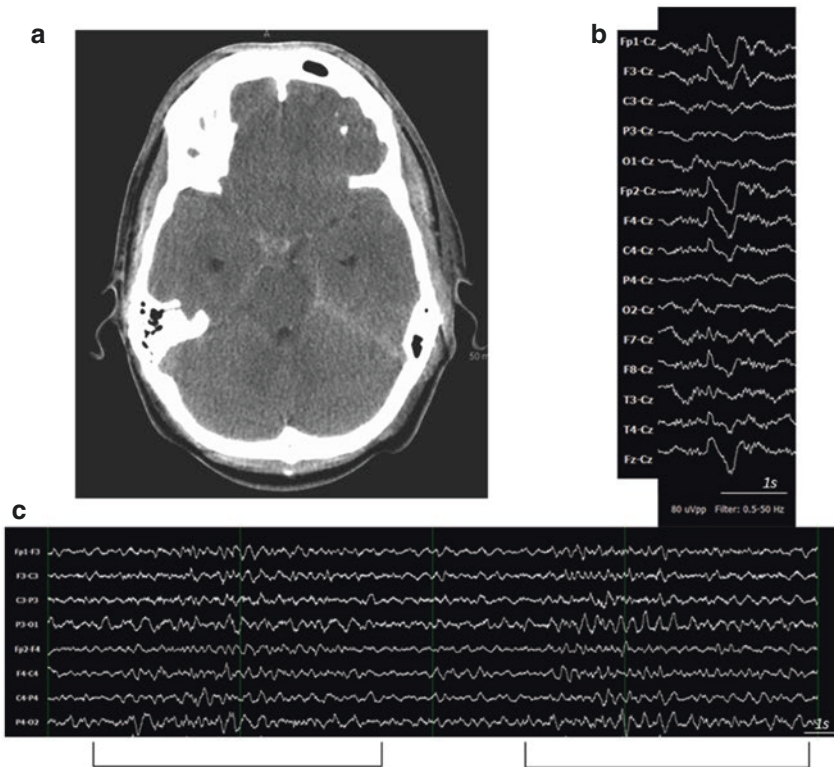 a
A
50 m
b
Fp1-Cz
F3-Cz
C3-Cz
P3-Cz
O1-Cz
Fp2-Cz
F4-Cz
C4-Cz
P4-Cz
O2-Cz
F7-Cz
F8-Cz
T3-Cz
T4-Cz
Fz-Cz
1s
80 uVpp Filter: 0.5-50 Hz
c
Fp1-F3
F3-C3
C3-P3
P3-O1
Fp2-F4
F4-C4
C4-P4
P4-O2
1s